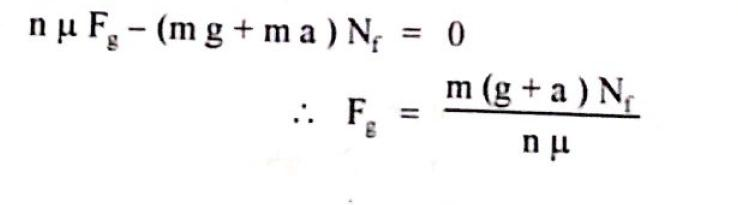 n μ F_g − (m g + m a) N_f = 0
∴ F_g = m (g + a) N_f / n μ